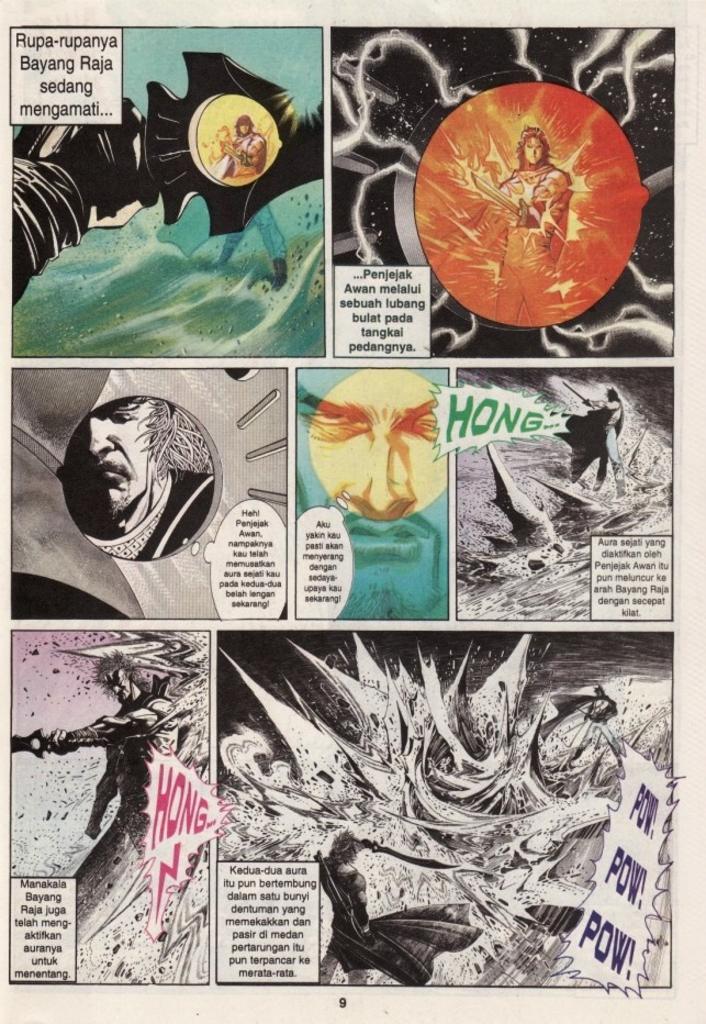 Rupa-rupanya
Bayang Raja
sedang
mengamati...
...Penjejak
Awan melalui
sebuah lubang
bulat pada
tangkai
pedangnya.
Heh!
Penjejak
Awan,
nampaknya
kau telah
memusatkan
aura sejati kau
pada kedua-dua
belah lengan
sekarang!
Aku
yakin kau
pasti akan
menyerang
dengan
sedaya-
upaya kau
sekarang!
HONG...
Aura sejati yang
diaktifkan oleh
Penjejak Awan itu
pun meluncur ke
arah Bayang Raja
dengan secepat
kilat.
HONG...
Manakala
Bayang
Raja juga
telah meng-
aktifkan
auranya
untuk
menentang.
Kedua-dua aura
itu pun bertembung
dalam satu bunyi
dentuman yang
memekakkan dan
pasir di medan
pertarungan itu
pun terpancar ke
merata-rata.
POW!
POW!
POW!
9